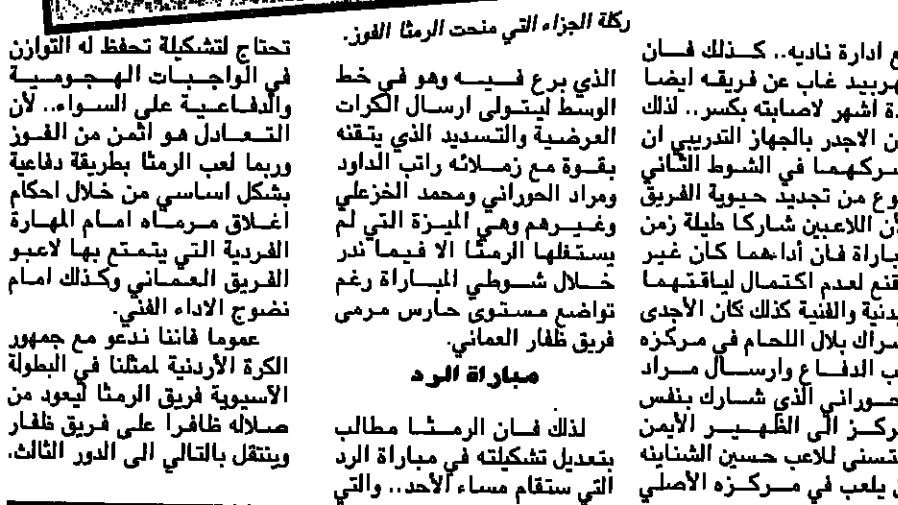 ركلة الجزاء التي منحت الرمثا الفوز.
ادارة ناديه.. كذلك فان
غاب عن فريقه ايضا
اشهر لاصابته بكسر.. لذلك
الاجدر بالجهاز التدريبي ان
في الشوط الثاني
من تجديد حيوية الفريق
اللاعبين شاركا طيلة زمن
فان أداءهما كان غير
لعدم اكتمال لياقتهما
والفنية كذلك كان الأجدى
بلال اللحام في مركزه
الدفاع وارسال مراد
الذي شارك بنفس
الى الظهير الأيمن
للاعب حسين الشناينه
يلعب في مركزه الأصلي
الذي برع فيه وهو في خط
الوسط ليتولى ارسال الكرات
العرضية والتسديد الذي يتقنه
بقوة مع زملائه راتب الداود
ومراد الحوراني ومحمد الخزعلي
وغيرهم وهي الميزة التي لم
يستغلها الرمثا الا فيما ندر
خلال شوطي المباراة رغم
تواضع مستوى حارس مرمى
فريق ظفار العماني.
مباراة الرد
لذلك فان الرمثا مطالب
بتعديل تشكيلته في مباراة الرد
التي ستقام مساء الأحد.. والتي
تحتاج لتشكيلة تحفظ له التوازن
في الواجبات الهجومية
والدفاعية على السواء.. لأن
التعادل هو اثمن من الفوز
وربما لعب الرمثا بطريقة دفاعية
بشكل اساسي من خلال احكام
اغلاق مرماه امام المهارة
الفردية التي يتمتع بها لاعبو
الفريق العماني وكذلك امام
نضوج الاداء الفني.
عموما فاننا ندعو مع جمهور
الكرة الأردنية لمثلنا في البطولة
الآسيوية فريق الرمثا ليعود من
صلاله ظافرا على فريق ظفار
وينتقل بالتالي الى الدور الثالث.